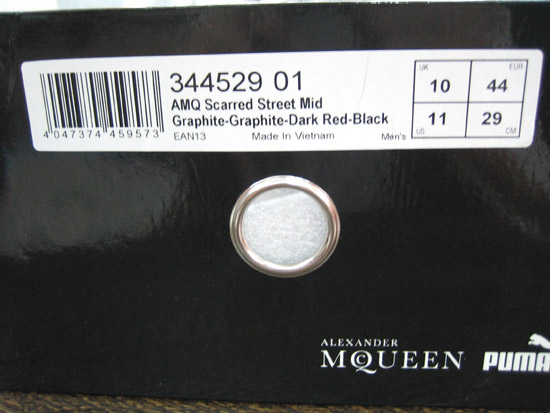 344529 01
AMQ Scarred Street Mid
Graphite-Graphite-Dark Red-Black
4 047374 459573
EAN13 Made In Vietnam Men's
UK 10 EUR 44
US 11 CM 29
ALEXANDER
McQUEEN PUMA